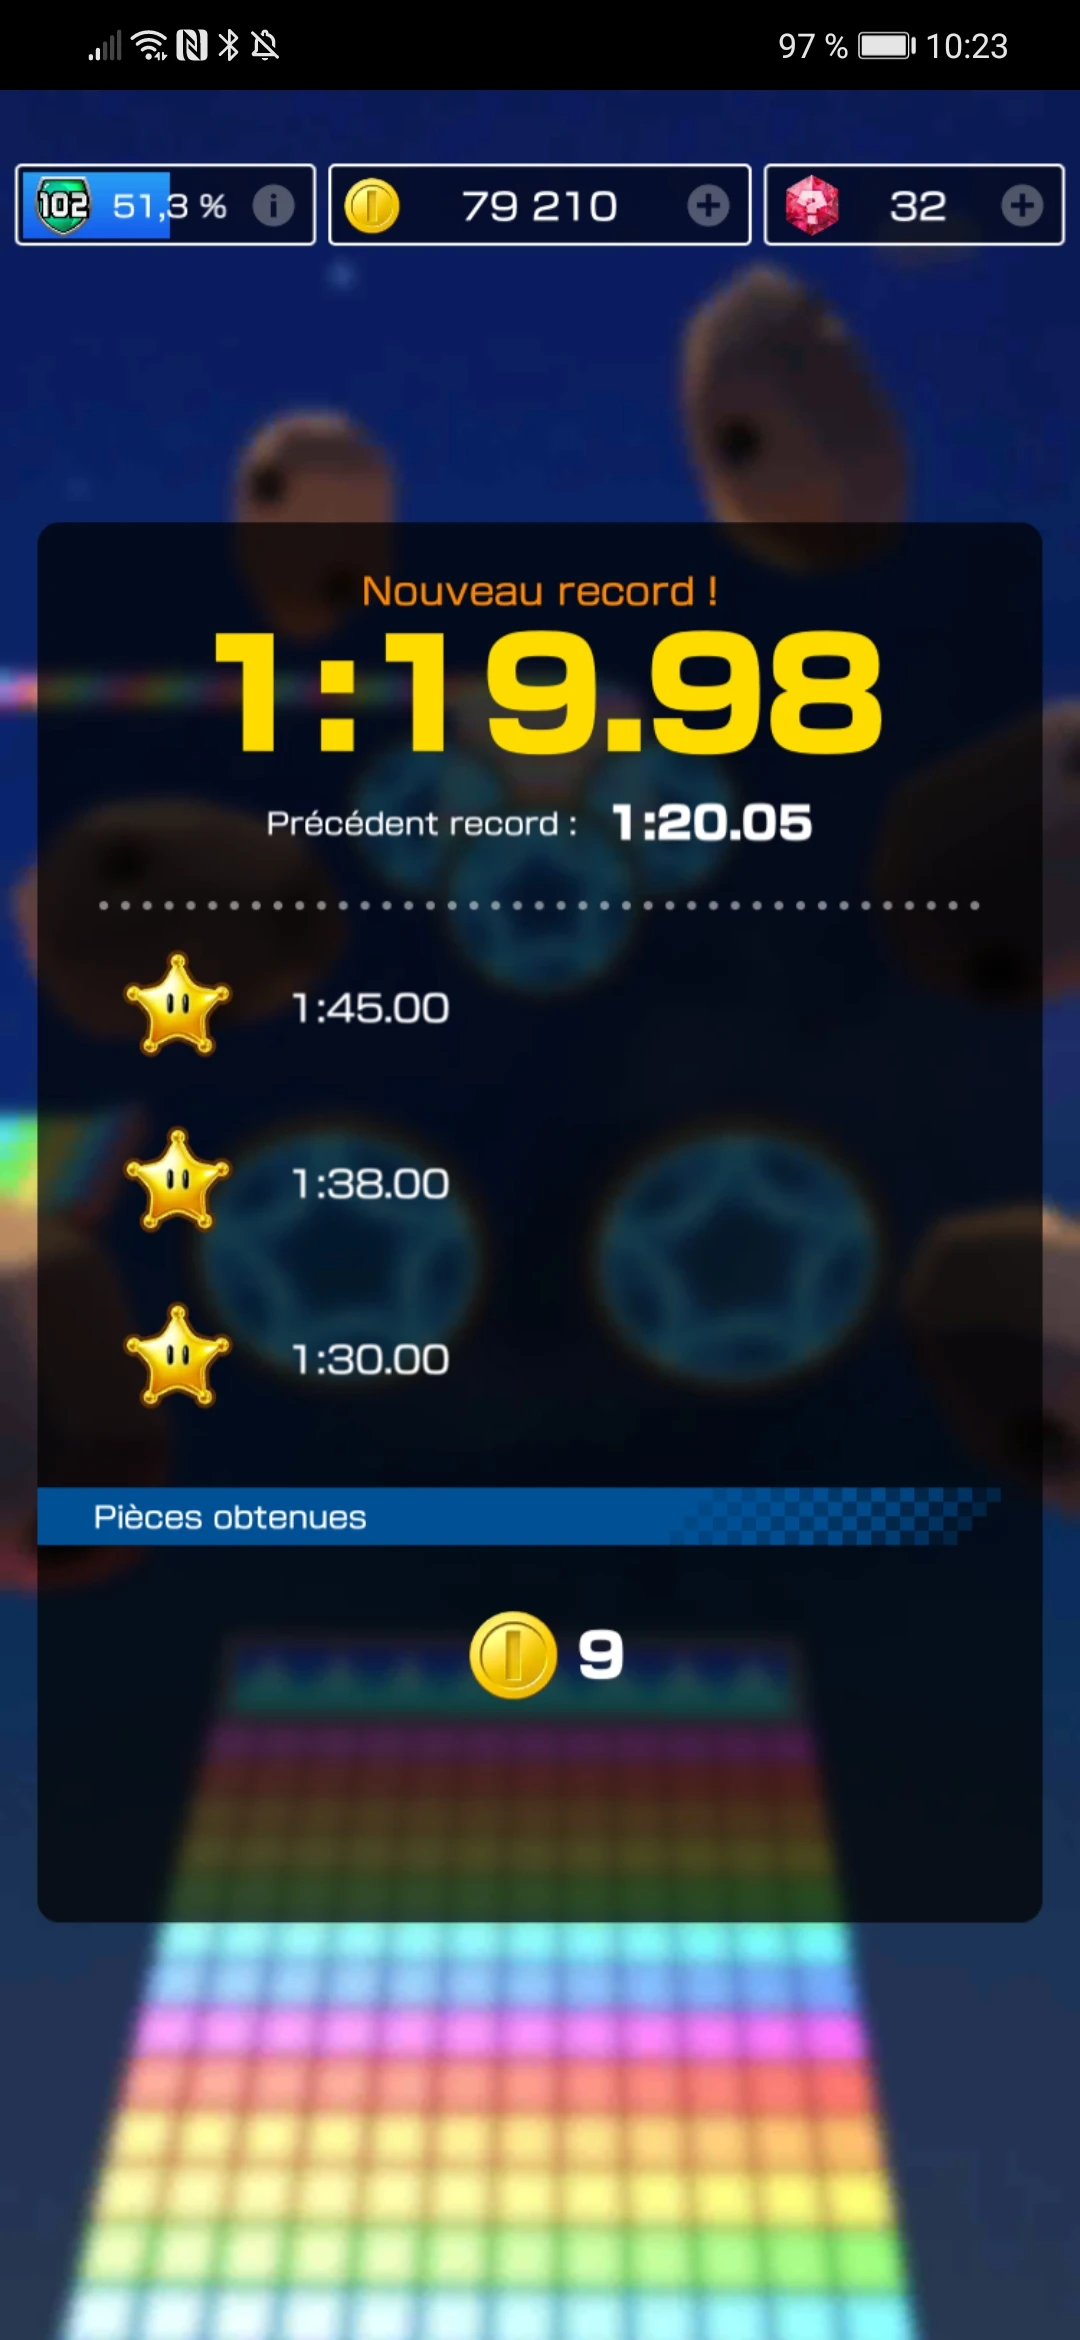 97 % 10:23
102 51,3 % i 79 210 + ? 32 +
Nouveau record !
1:19.98
Précédent record : 1:20.05
1:45.00
1:38.00
1:30.00
Pièces obtenues
9